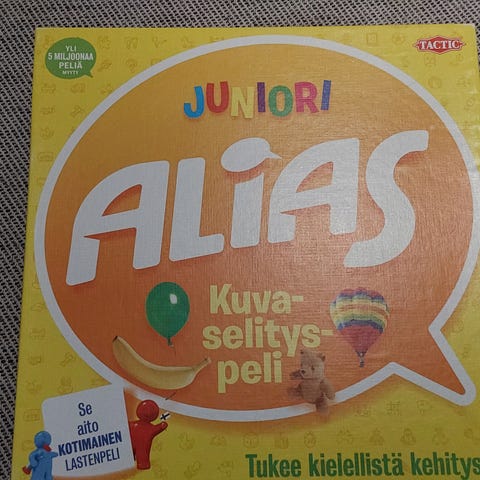 YLI
5 MILJOONAA
PELIÄ
MYYTY
TACTIC
JUNIORI
ALIAS
Kuva-
selitys-
peli
Se
aito
KOTIMAINEN
LASTENPELI
Tukee kielellistä kehitys